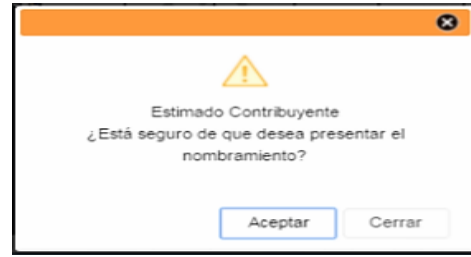 Estimado Contribuyente
¿Está seguro de que desea presentar el
nombramiento?
Aceptar
Cerrar